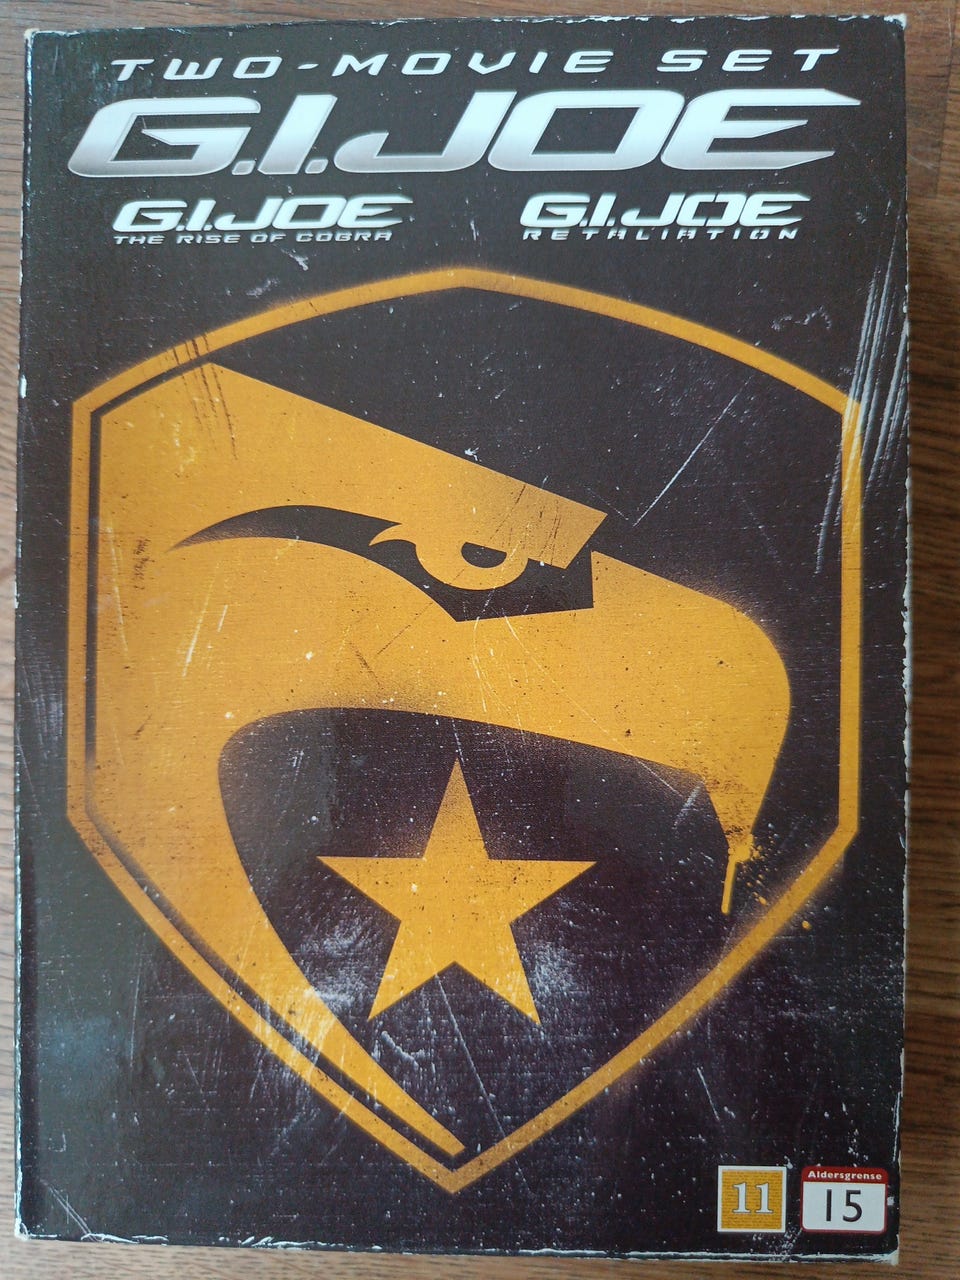 TWO-MOVIE SET
G.I.JOE
G.I.JOE
THE RISE OF COBRA
G.I.JOE
RETALIATION
11
Aldersgrense
15